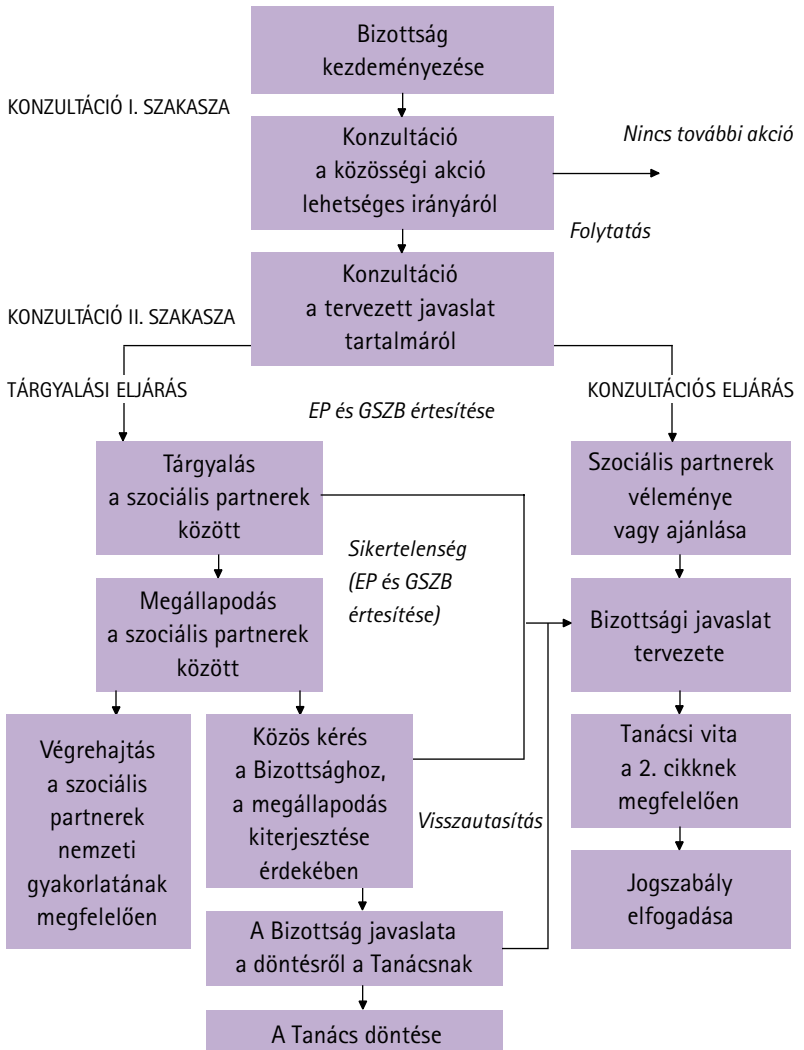 Bizottság
kezdeményezése
KONZULTÁCIÓ I. SZAKASZA
Konzultáció
a közösségi akció
lehetséges irányáról
Nincs további akció
Folytatás
Konzultáció
a tervezett javaslat
tartalmáról
KONZULTÁCIÓ II. SZAKASZA
TÁRGYALÁSI ELJÁRÁS
KONZULTÁCIÓS ELJÁRÁS
EP és GSZB értesítése
Tárgyalás
a szociális partnerek
között
Szociális partnerek
véleménye
vagy ajánlása
Sikertelenség
(EP és GSZB
értesítése)
Megállapodás
a szociális partnerek
között
Bizottsági javaslat
tervezete
Végrehajtás
a szociális
partnerek
nemzeti
gyakorlatának
megfelelően
Közös kérés
a Bizottsághoz,
a megállapodás
kiterjesztése
érdekében
Visszautasítás
Tanácsi vita
a 2. cikknek
megfelelően
Jogszabály
elfogadása
A Bizottság javaslata
a döntésről a Tanácsnak
A Tanács döntése